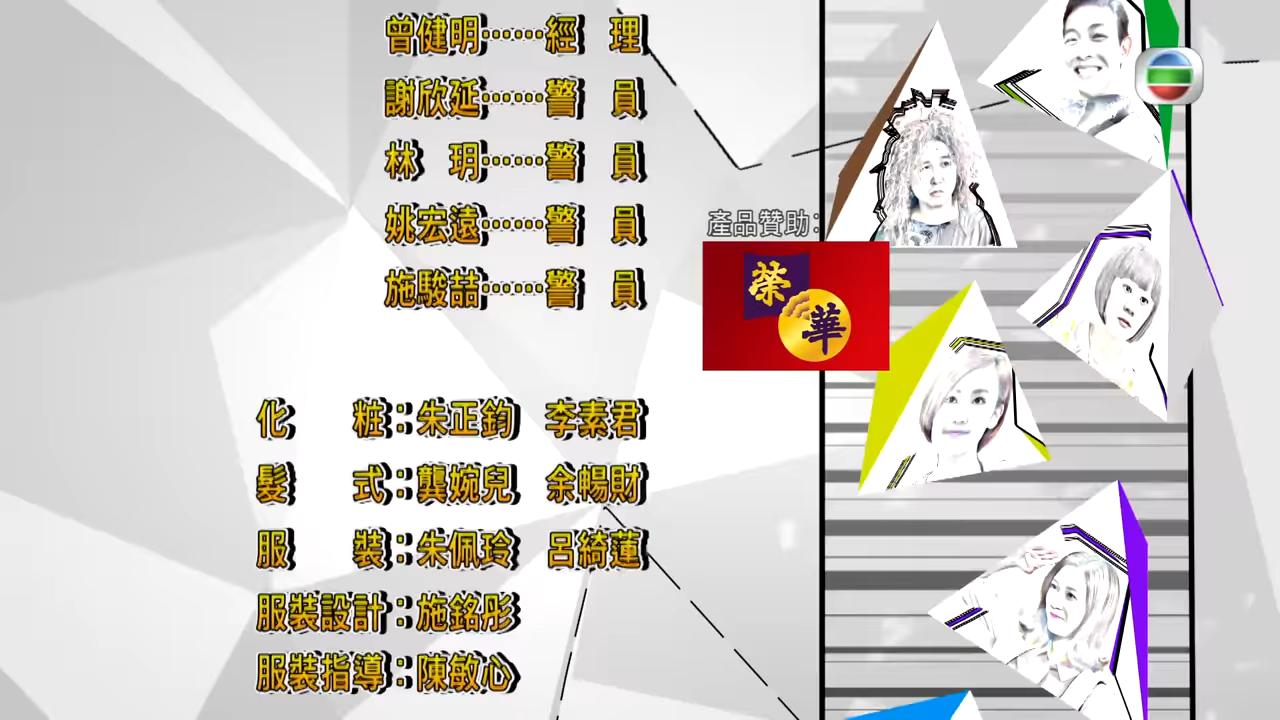 曾健明⋯⋯經　理
謝欣延⋯⋯警　員
林　玥⋯⋯警　員
姚宏遠⋯⋯警　員
施駿喆⋯⋯警　員
產品贊助：
榮
華
化　　粧：朱正鈞　李素君
髮　　式：龔婉兒　余暢財
服　　裝：朱佩玲　呂綺蓮
服裝設計：施銘彤
服裝指導：陳敏心